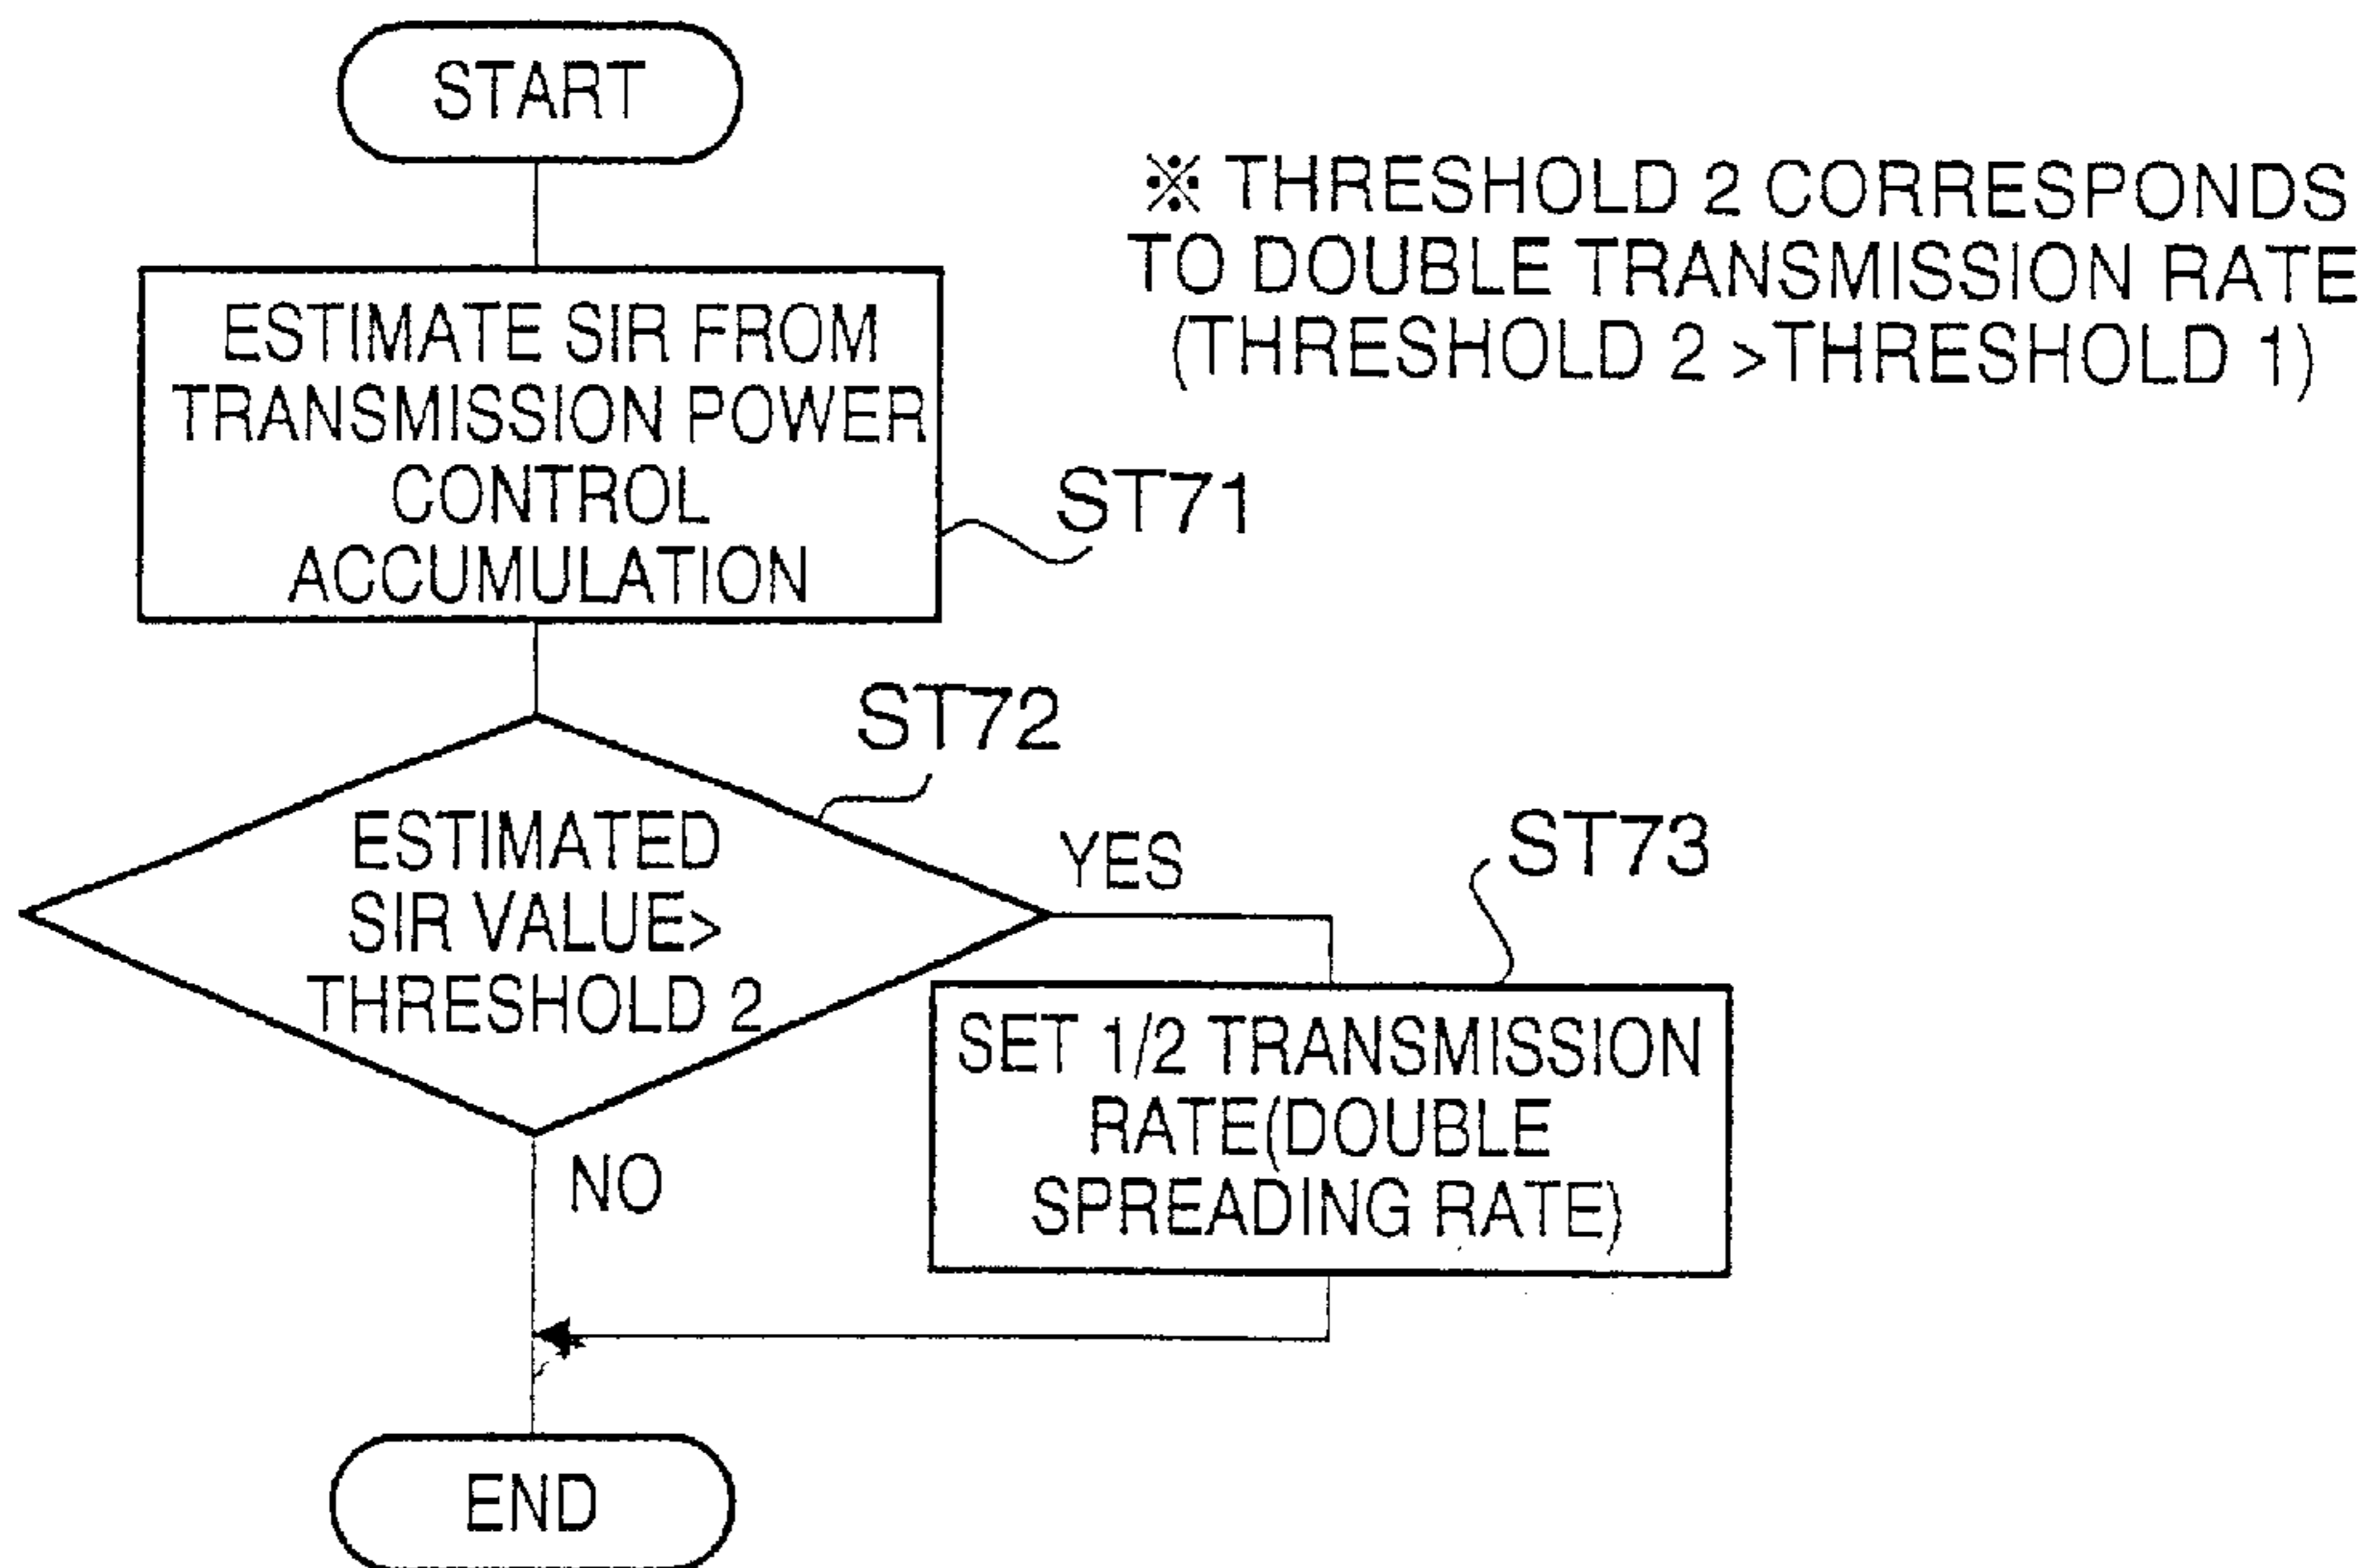 START
※ THRESHOLD 2 CORRESPONDS
TO DOUBLE TRANSMISSION RATE
(THRESHOLD 2 >THRESHOLD 1)
ESTIMATE SIR FROM
TRANSMISSION POWER
CONTROL
ACCUMULATION
ST71
ST72
ESTIMATED
SIR VALUE>
THRESHOLD 2
YES
ST73
SET 1/2 TRANSMISSION
RATE(DOUBLE
SPREADING RATE)
NO
END